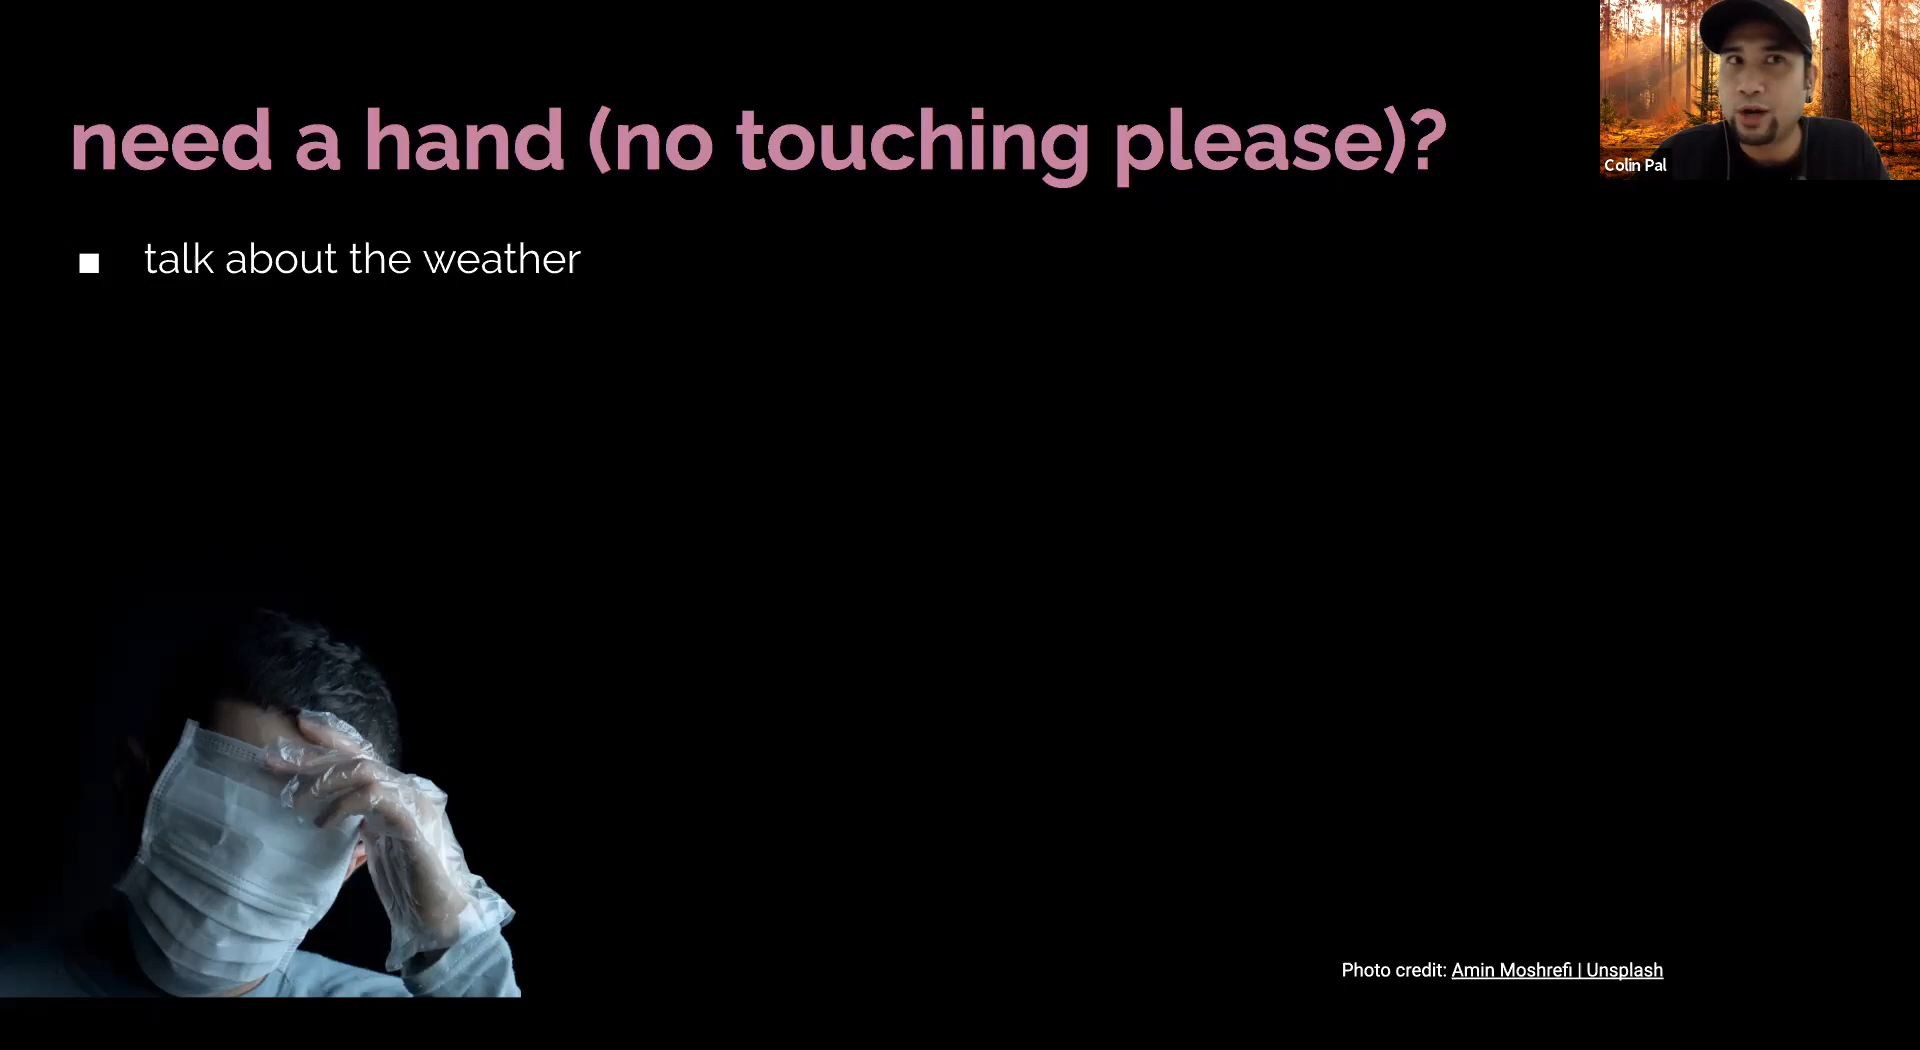 need a hand (no touching please)?
Colin Pal
■ talk about the weather
Photo credit: Amin Moshrefi | Unsplash